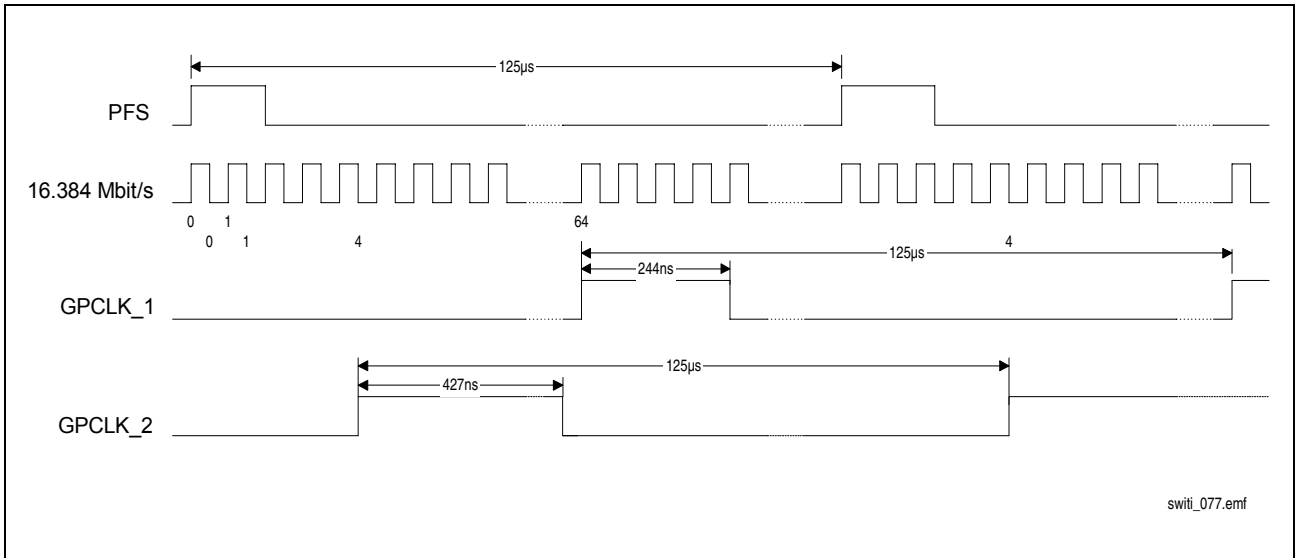 125µs
PFS
16.384 Mbit/s
0 1 64
0 1 4 4
125µs
244ns
GPCLK_1
125µs
427ns
GPCLK_2
switi_077.emf